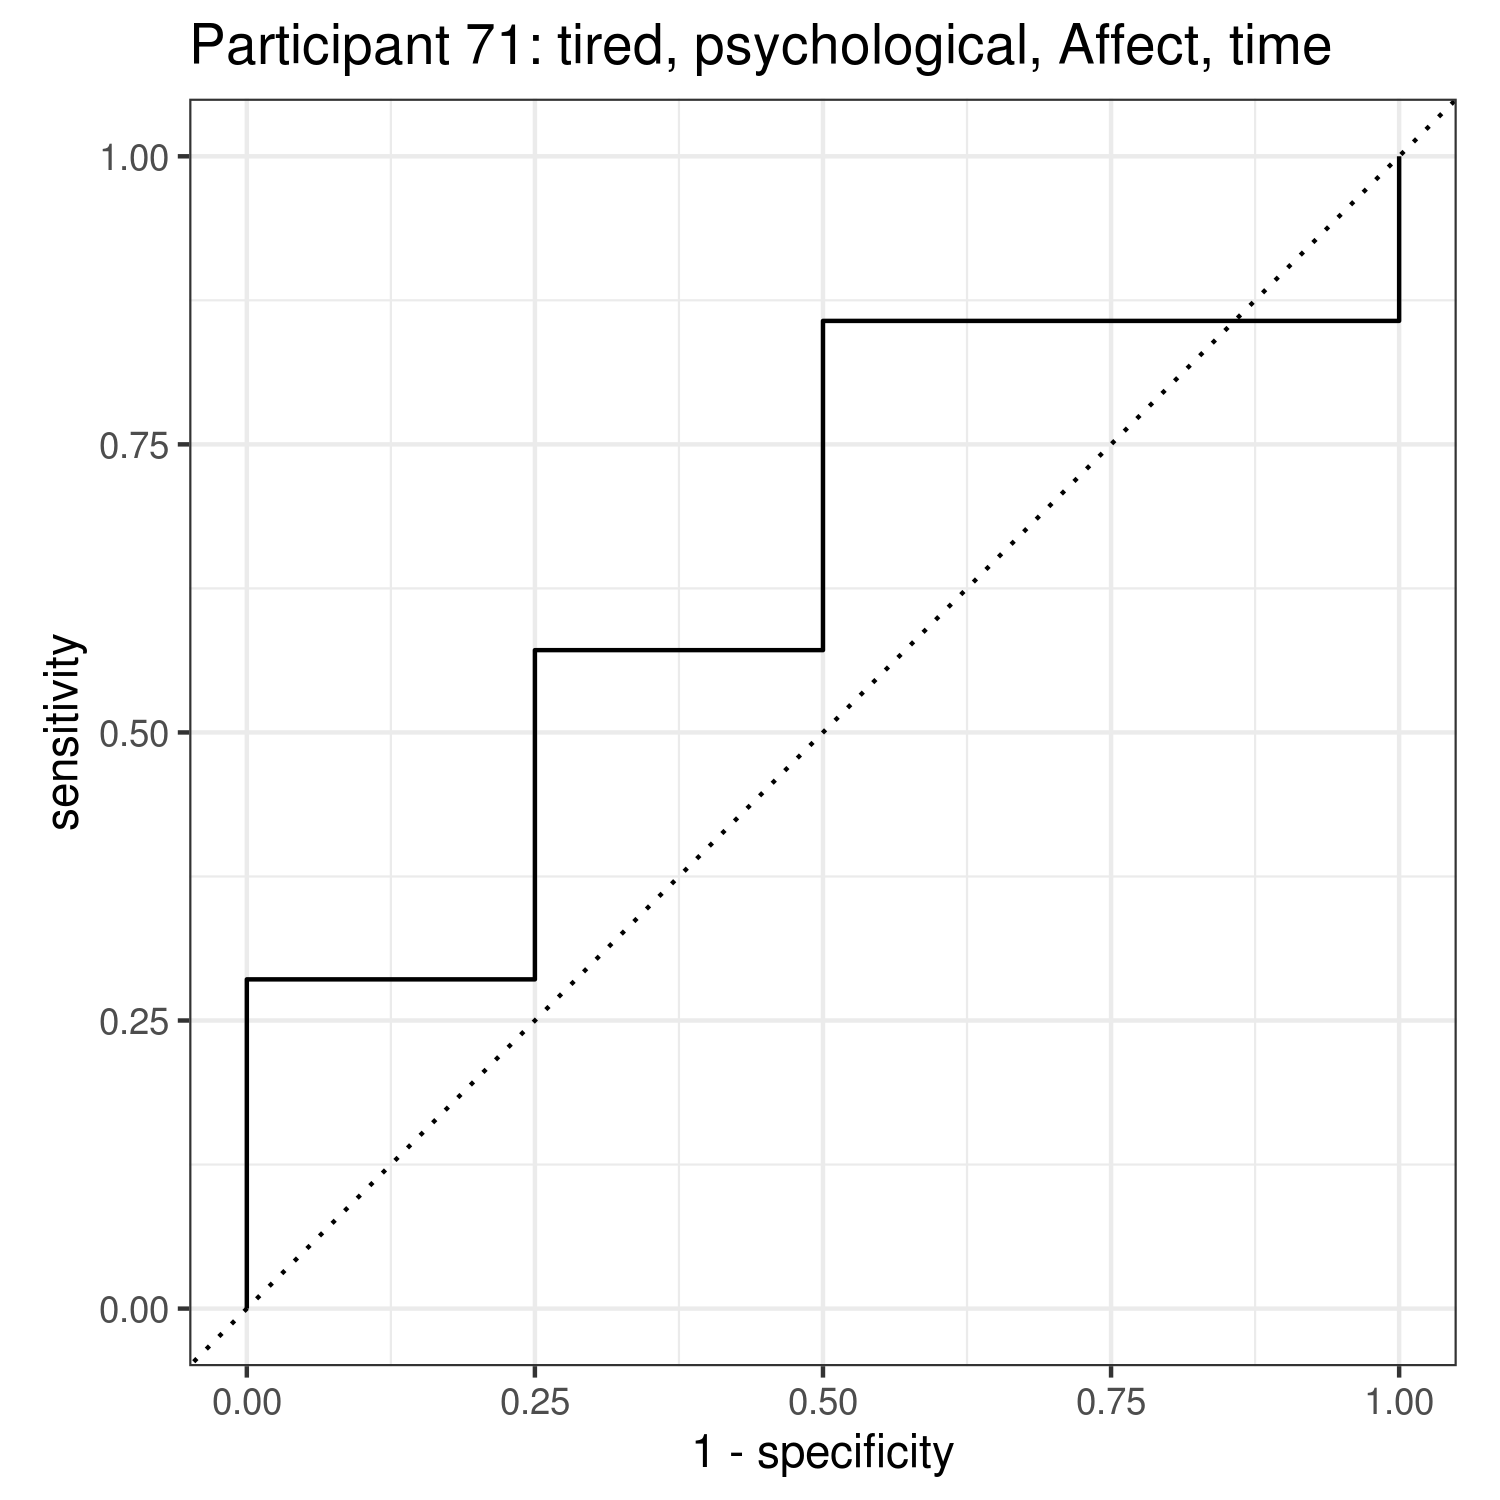 Participant 71: tired, psychological, Affect, time
1.00
0.75
0.50
0.25
0.00
sensitivity
0.00 0.25 0.50 0.75 1.00
1 - specificity